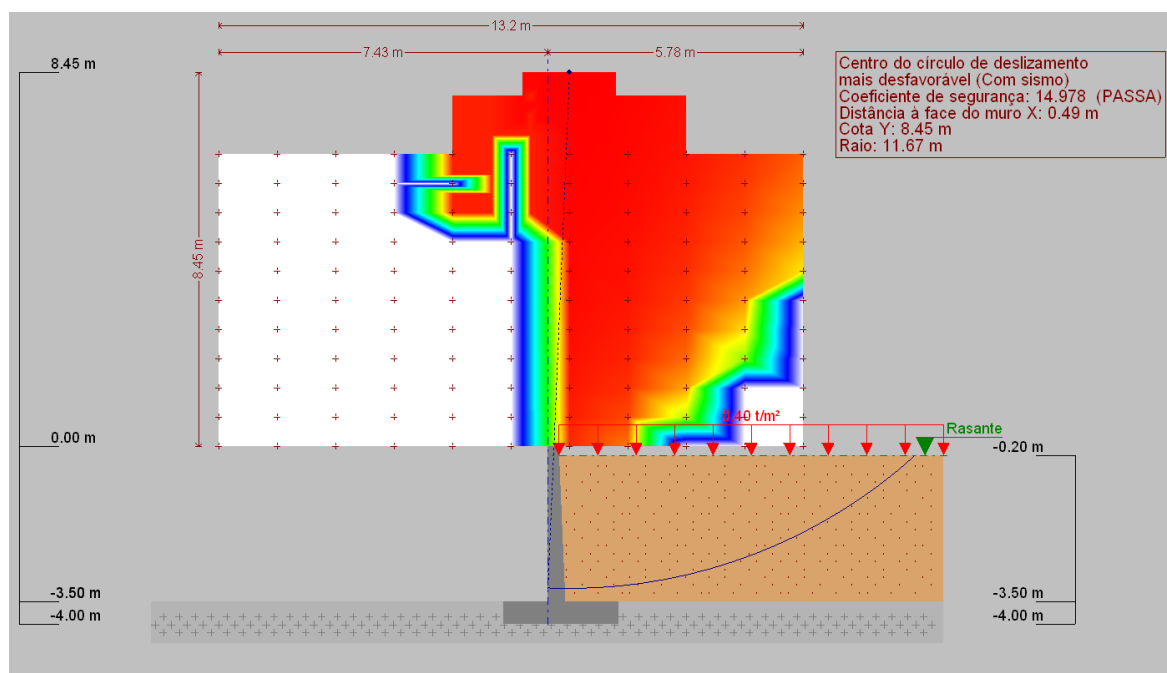 13.2 m
7.43 m
5.78 m
8.45 m
Centro do círculo de deslizamento
mais desfavorável (Com sismo)
Coeficiente de segurança: 14.978 (PASSA)
Distância à face do muro X: 0.49 m
Cota Y: 8.45 m
Raio: 11.67 m
8.45 m
0.40 t/m²
Rasante
0.00 m
-0.20 m
-3.50 m
-3.50 m
-4.00 m
-4.00 m